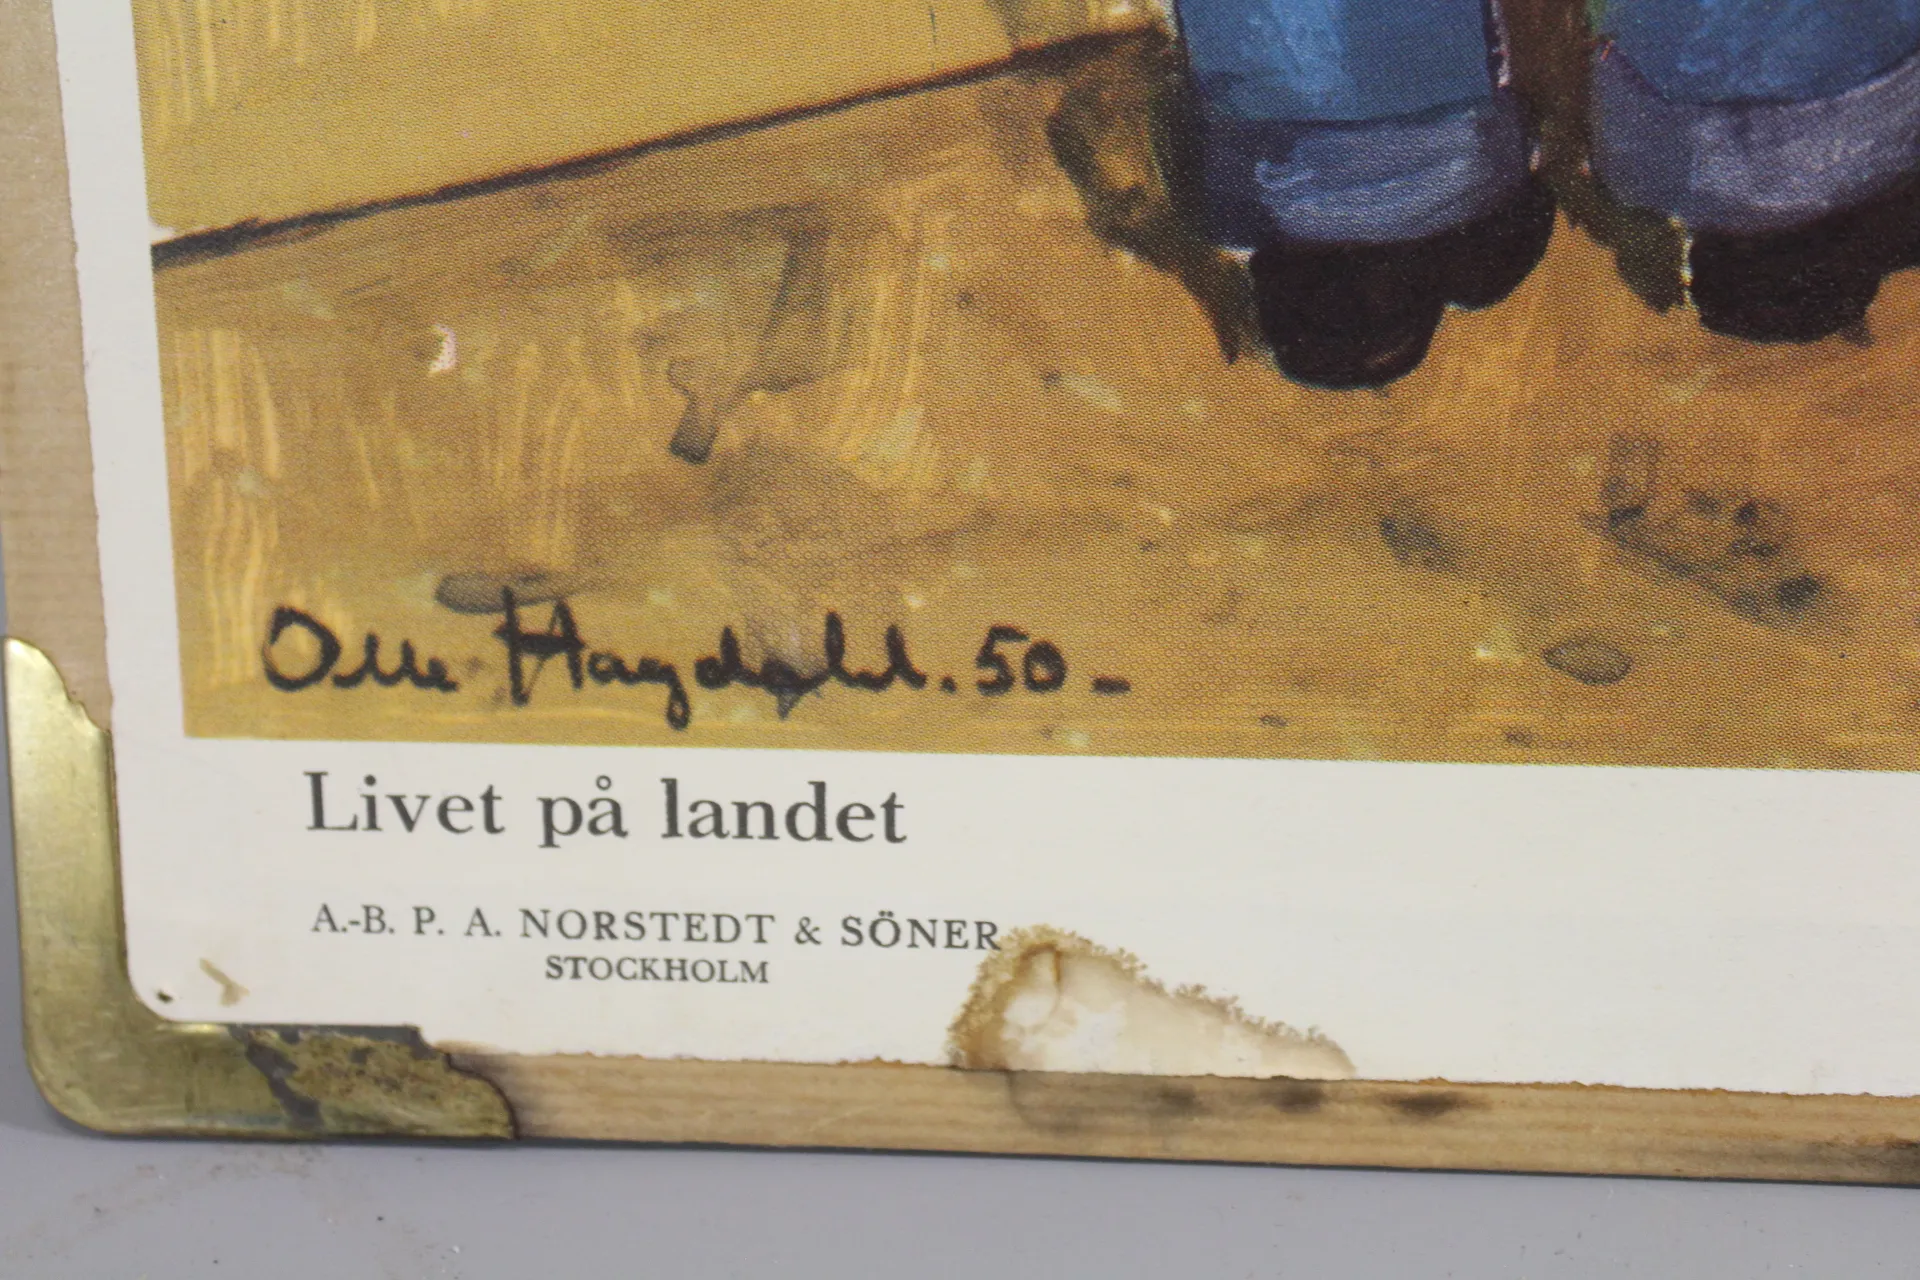 Olle Hagdahl. 50 –
Livet på landet
A.-B. P. A. NORSTEDT & SÖNER
STOCKHOLM